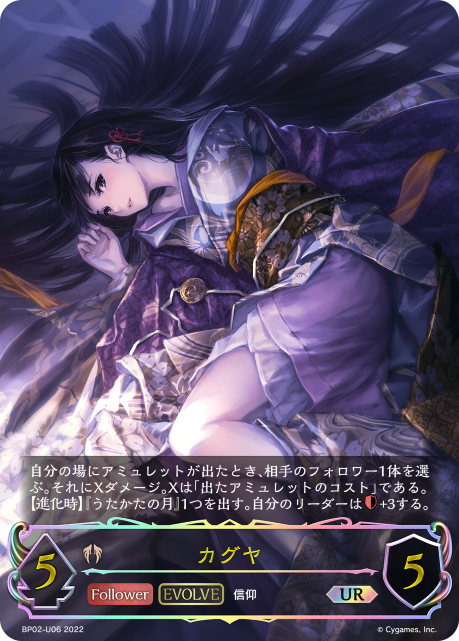 自分の場にアミュレットが出たとき、相手のフォロワー1体を選
ぶ。それにXダメージ。Xは「出たアミュレットのコスト」である。
【進化時】『うたかたの月』1つを出す。自分のリーダーは+3する。
5
カグヤ
5
Follower EVOLVE 信仰 UR
BP02-U06 2022 © Cygames, Inc.